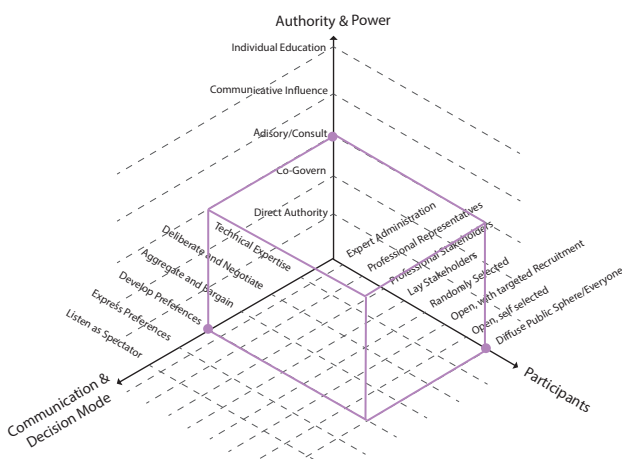 Authority & Power
Individual Education
Communicative Influence
Adisory/Consult
Co-Govern
Direct Authority
Expert Administration
Professional Representatives
Professional Stakeholders
Lay Stakeholders
Randomly Selected
Open, with targeted Recruitment
Open, self selected
Diffuse Public Sphere/Everyone
Technical Expertise
Deliberate and Negotiate
Aggregate and Bargain
Develop Preferences
Express Preferences
Listen as Spectator
Communication &
Decision Mode
Participants